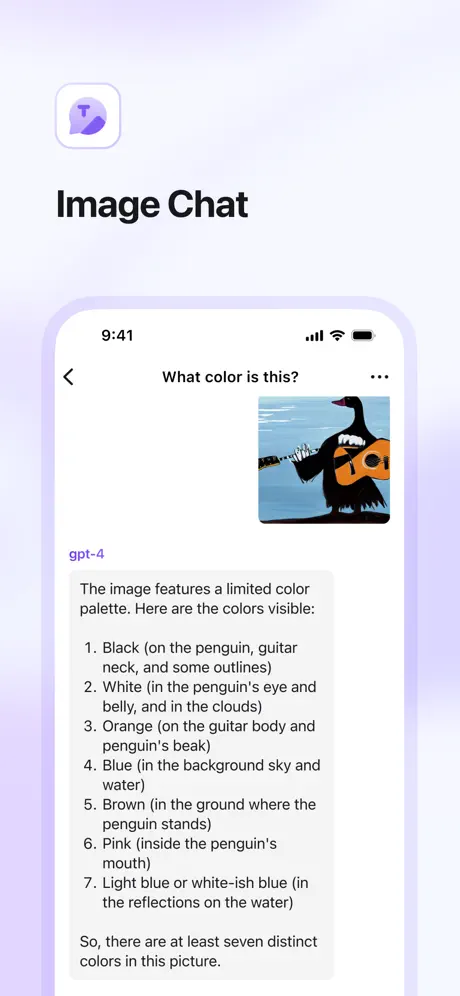 T
Image Chat
9:41
What color is this?
gpt-4
The image features a limited color
palette. Here are the colors visible:
1. Black (on the penguin, guitar
neck, and some outlines)
2. White (in the penguin's eye and
belly, and in the clouds)
3. Orange (on the guitar body and
penguin's beak)
4. Blue (in the background sky and
water)
5. Brown (in the ground where the
penguin stands)
6. Pink (inside the penguin's
mouth)
7. Light blue or white-ish blue (in
the reflections on the water)
So, there are at least seven distinct
colors in this picture.